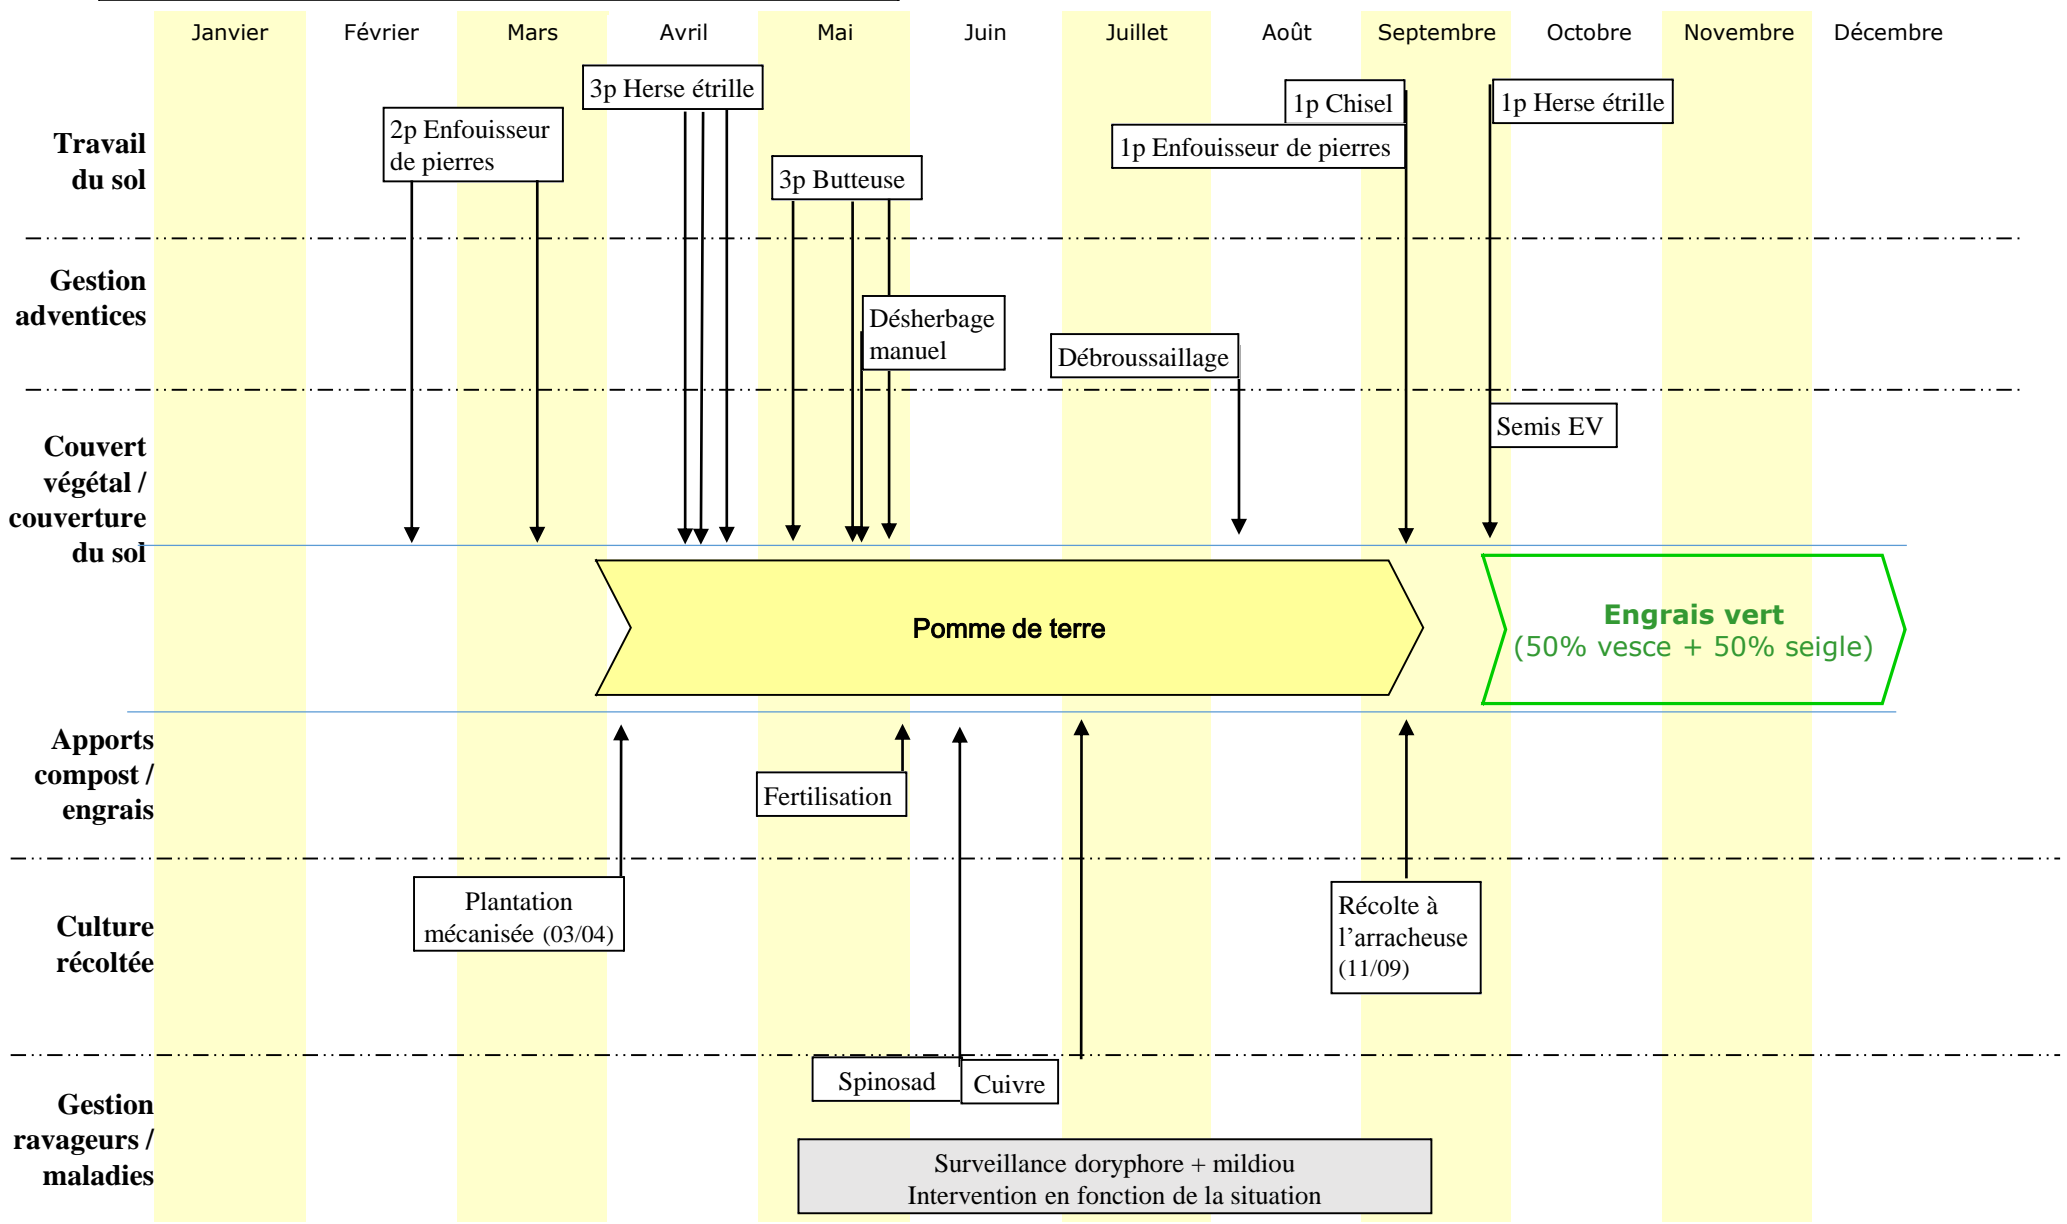 Janvier Février Mars Avril Mai Juin Juillet Août Septembre Octobre Novembre Décembre
Travail
du sol
2p Enfouisseur
de pierres
3p Herse étrille
3p Butteuse
1p Chisel
1p Enfouisseur de pierres
1p Herse étrille
Gestion
adventices
Désherbage
manuel
Débroussaillage
Couvert
végétal /
couverture
du sol
Semis EV
Pomme de terre
Engrais vert
(50% vesce + 50% seigle)
Apports
compost /
engrais
Fertilisation
Culture
récoltée
Plantation
mécanisée (03/04)
Récolte à
l’arracheuse
(11/09)
Gestion
ravageurs /
maladies
Spinosad
Cuivre
Surveillance doryphore + mildiou
Intervention en fonction de la situation